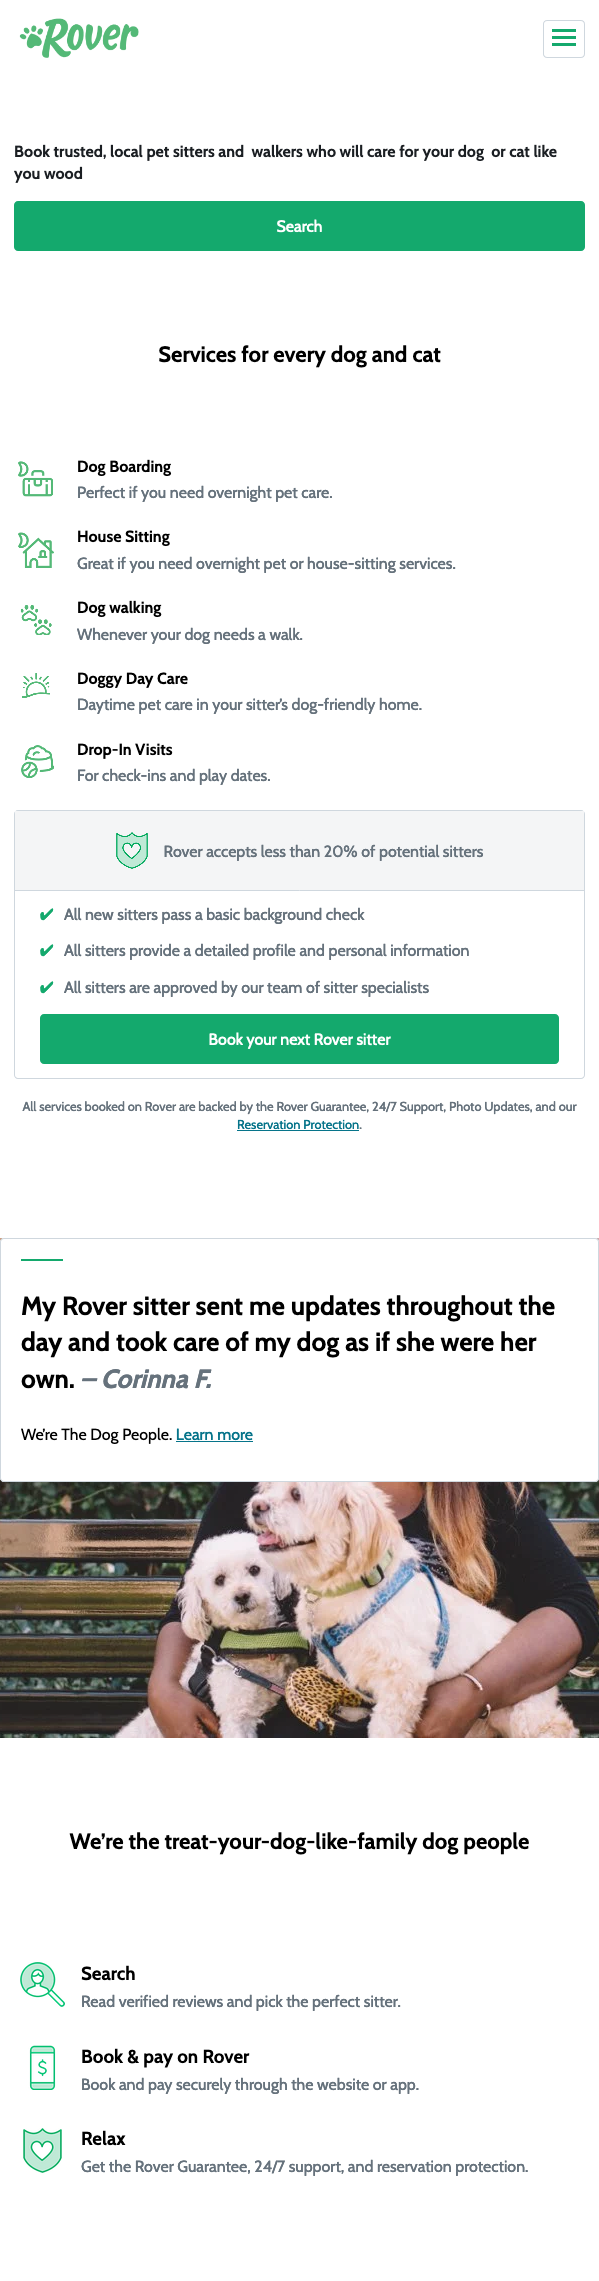 Rover
Book trusted, local pet sitters and  walkers who will care for your dog  or cat like
you wood
Search
Services for every dog and cat
Dog Boarding
Perfect if you need overnight pet care.
House Sitting
Great if you need overnight pet or house-sitting services.
Dog walking
Whenever your dog needs a walk.
Doggy Day Care
Daytime pet care in your sitter's dog-friendly home.
Drop-In Visits
For check-ins and play dates.
Rover accepts less than 20% of potential sitters
✔ All new sitters pass a basic background check
✔ All sitters provide a detailed profile and personal information
✔ All sitters are approved by our team of sitter specialists
Book your next Rover sitter
All services booked on Rover are backed by the Rover Guarantee, 24/7 Support, Photo Updates, and our
Reservation Protection.
My Rover sitter sent me updates throughout the
day and took care of my dog as if she were her
own. – Corinna F.
We're The Dog People. Learn more
We’re the treat-your-dog-like-family dog people
Search
Read verified reviews and pick the perfect sitter.
$
Book & pay on Rover
Book and pay securely through the website or app.
Relax
Get the Rover Guarantee, 24/7 support, and reservation protection.